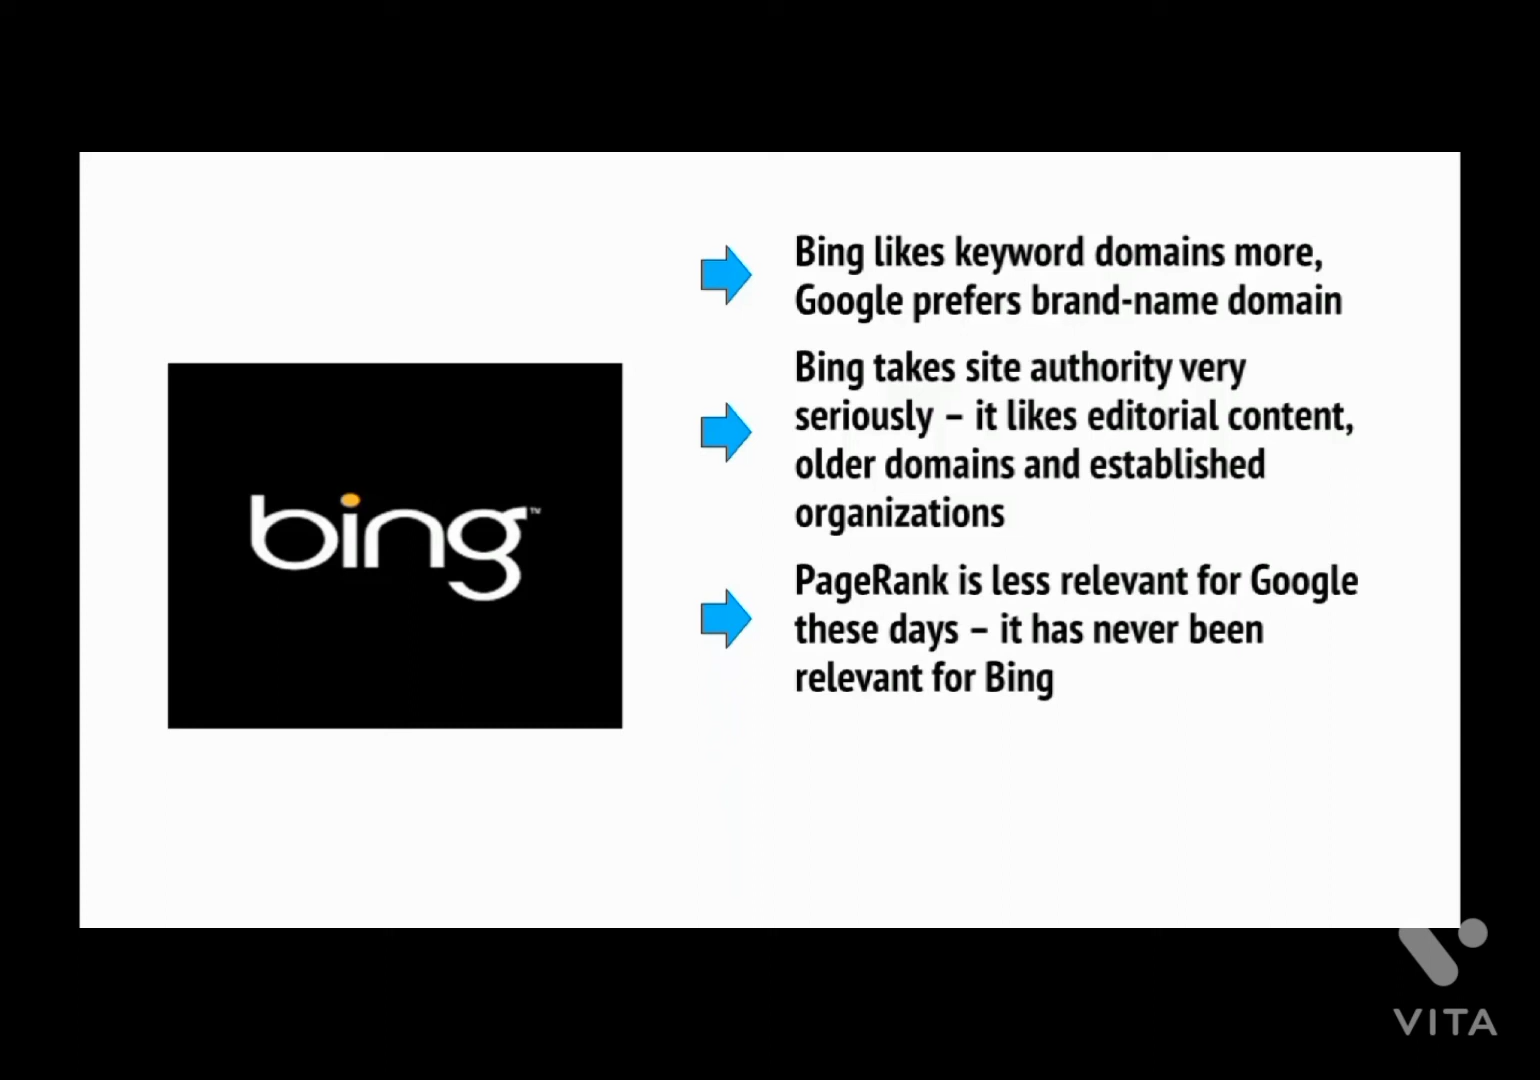 Bing likes keyword domains more,
Google prefers brand-name domain
Bing takes site authority very
seriously – it likes editorial content,
older domains and established
organizations
PageRank is less relevant for Google
these days – it has never been
relevant for Bing
bing™
VITA